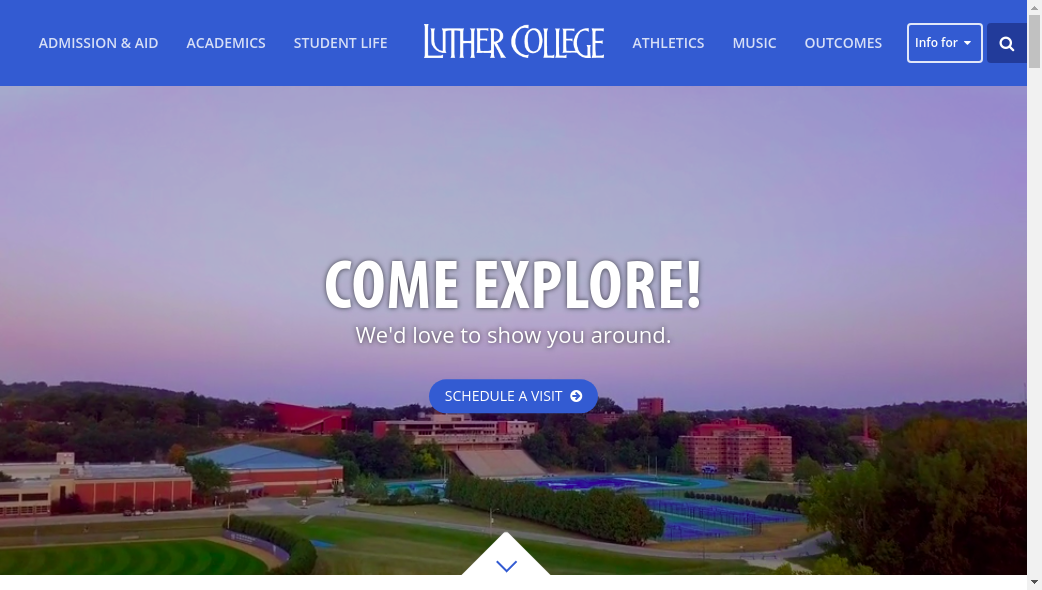 ADMISSION & AID ACADEMICS STUDENT LIFE LUTHER COLLEGE ATHLETICS MUSIC OUTCOMES Info for
COME EXPLORE!
We'd love to show you around.
SCHEDULE A VISIT